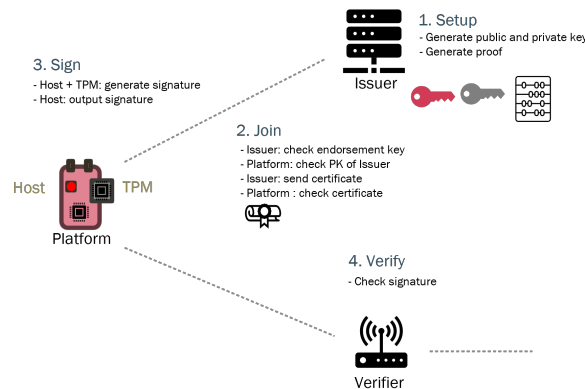 1. Setup
- Generate public and private key
- Generate proof
Issuer
3. Sign
- Host + TPM: generate signature
- Host: output signature
2. Join
- Issuer: check endorsement key
- Platform: check PK of Issuer
- Issuer: send certificate
- Platform : check certificate
Host
TPM
Platform
4. Verify
- Check signature
Verifier